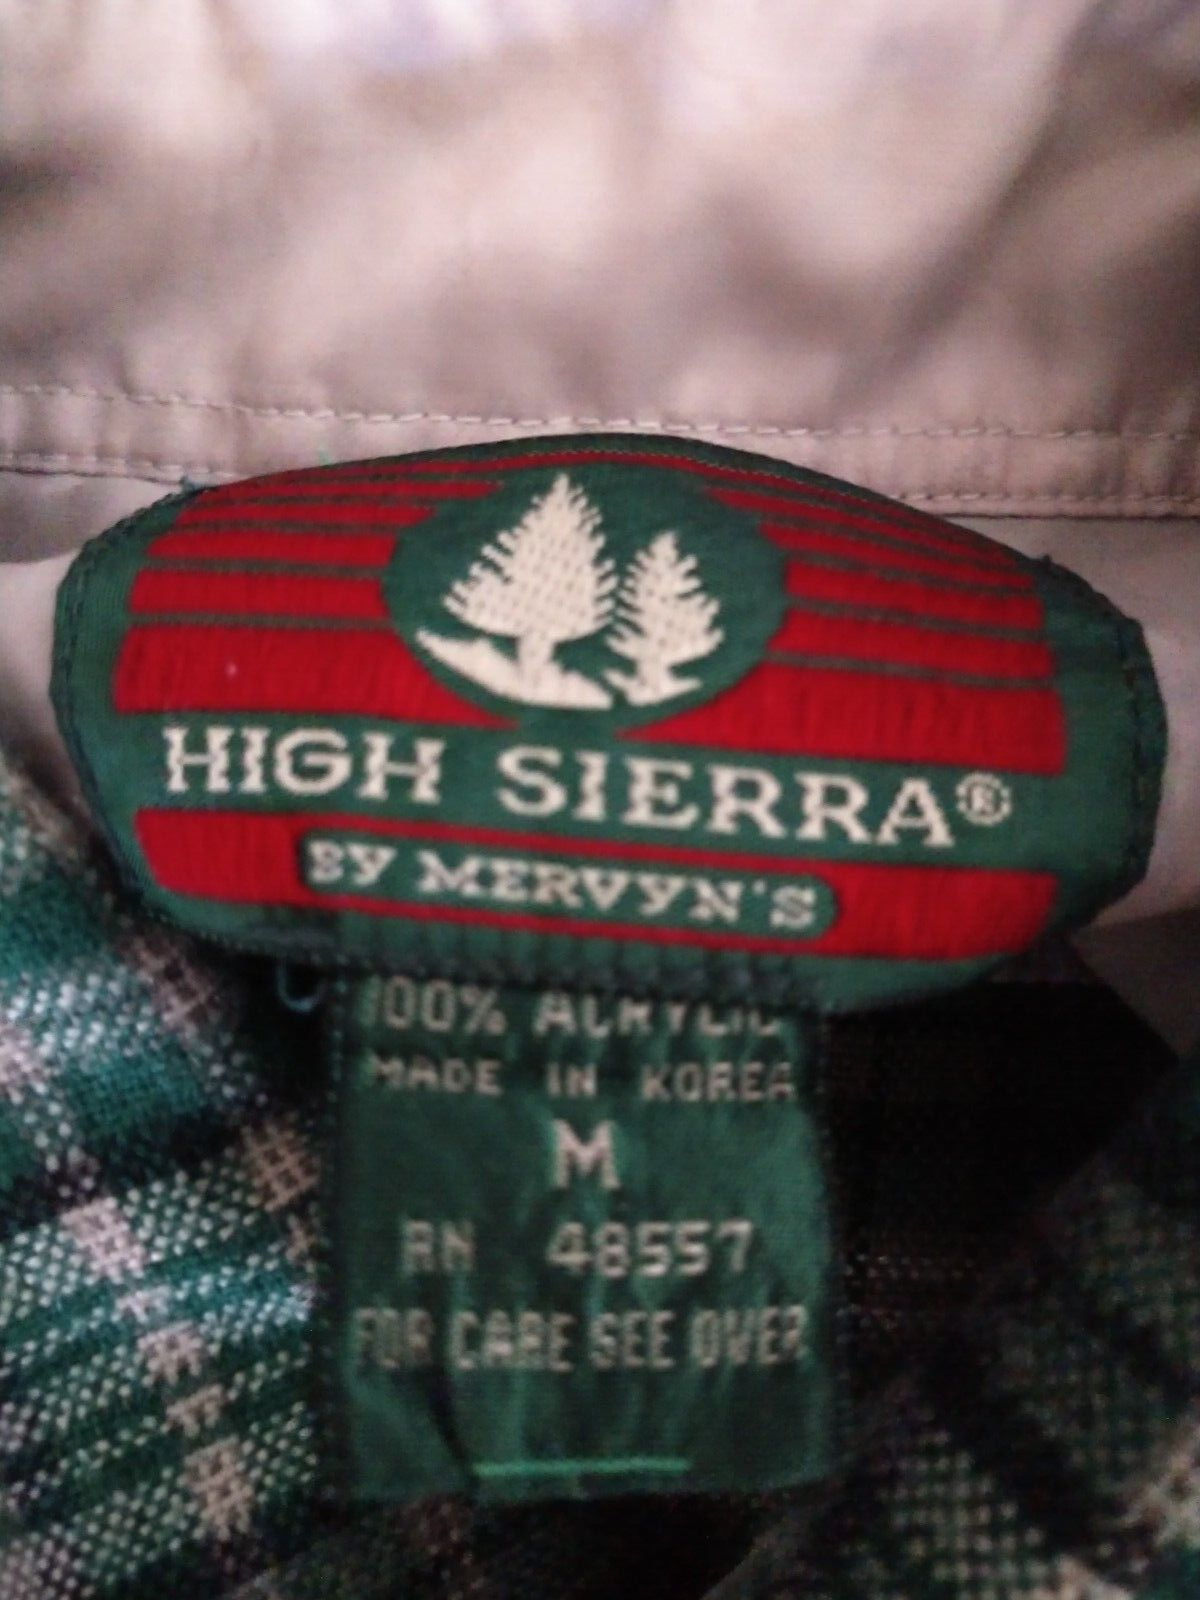 HIGH SIERRA®
BY MERVYN'S
100% ACRYLIC
MADE IN KOREA
M
RN 48557
FOR CARE SEE OVER